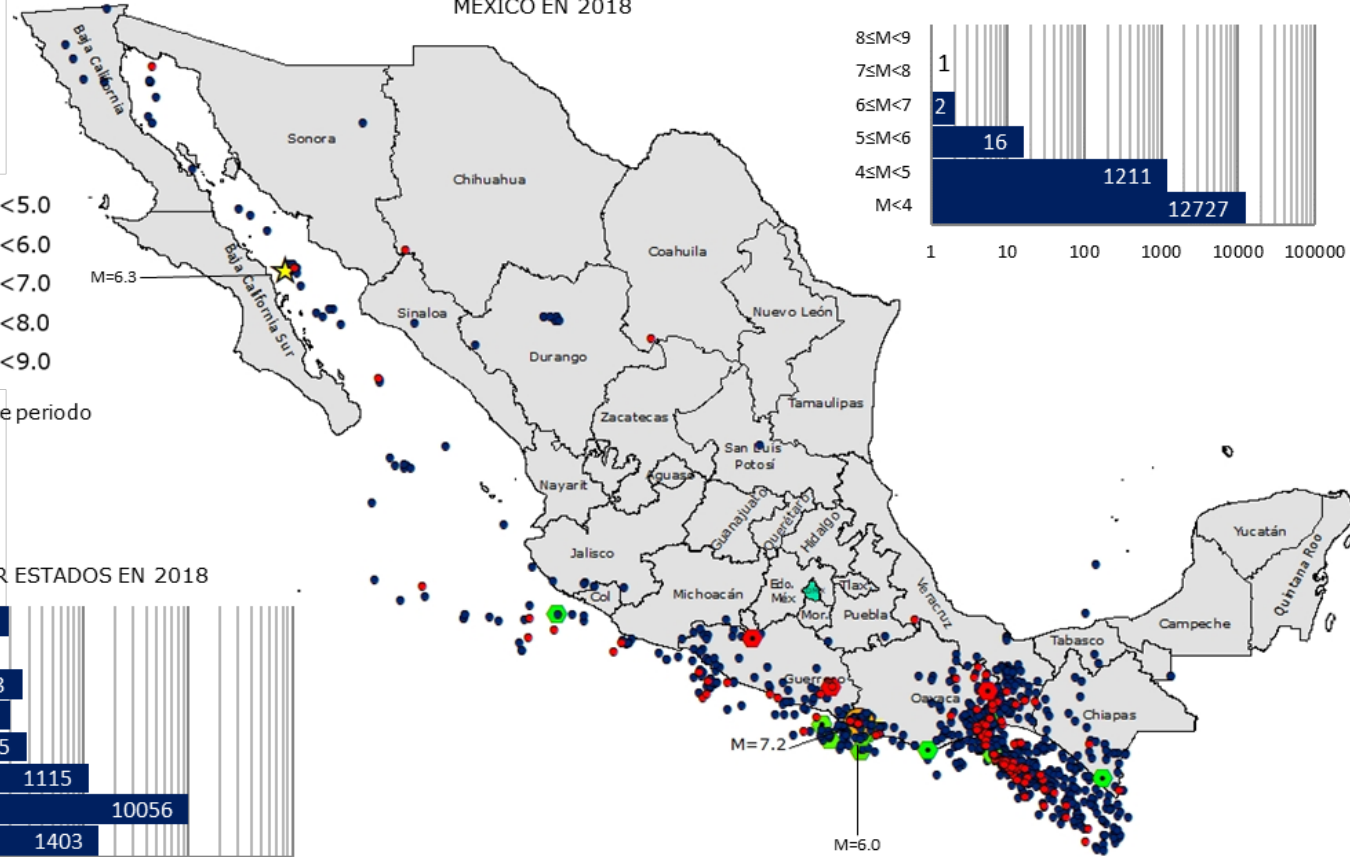 MÉXICO EN 2018
8≤M<9
7≤M<8
1
6≤M<7
2
5≤M<6
16
4≤M<5
1211
M<4
12727
1
10
100
1000
10000
100000
<5.0
<6.0
<7.0
<8.0
<9.0
e periodo
M=6.3
Baja California
Sonora
Chihuahua
Coahuila
Baja California Sur
Sinaloa
Nuevo León
Durango
Tamaulipas
Zacatecas
San Luis
Potosí
Nayarit
Aguasc
Guanajuato
Querétaro
Hidalgo
Jalisco
Col
Michoacán
Edo.
Méx
Tlax.
Mor.
Puebla
Veracruz
Yucatán
Quintana Roo
Campeche
Tabasco
Guerrero
Oaxaca
Chiapas
M=7.2
M=6.0
R ESTADOS EN 2018
3
5
1115
10056
1403